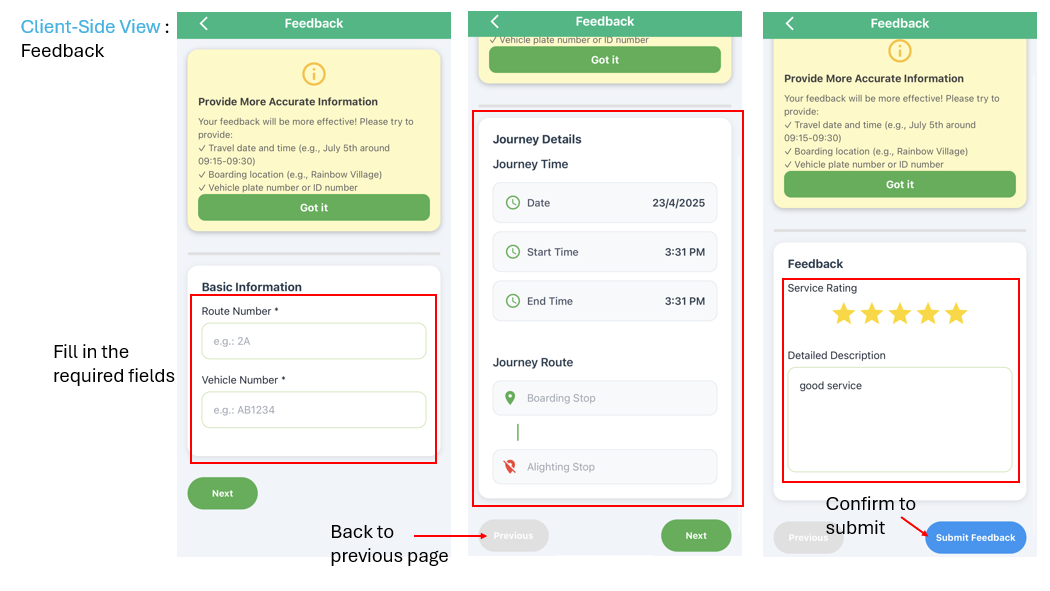 Client-Side View :
Feedback
Feedback
Provide More Accurate Information
Your feedback will be more effective! Please try to
provide:
✓ Travel date and time (e.g., July 5th around
09:15-09:30)
✓ Boarding location (e.g., Rainbow Village)
✓ Vehicle plate number or ID number
Got it
Basic Information
Route Number *
e.g.: 2A
Vehicle Number *
e.g.: AB1234
Next
Fill in the
required fields
Feedback
✓ Vehicle plate number or ID number
Got it
Journey Details
Journey Time
Date 23/4/2025
Start Time 3:31 PM
End Time 3:31 PM
Journey Route
Boarding Stop
Alighting Stop
Previous
Next
Back to
previous page
Feedback
Provide More Accurate Information
Your feedback will be more effective! Please try to
provide:
✓ Travel date and time (e.g., July 5th around
09:15-09:30)
✓ Boarding location (e.g., Rainbow Village)
✓ Vehicle plate number or ID number
Got it
Feedback
Service Rating
Detailed Description
good service
Confirm to
submit
Previous
Submit Feedback